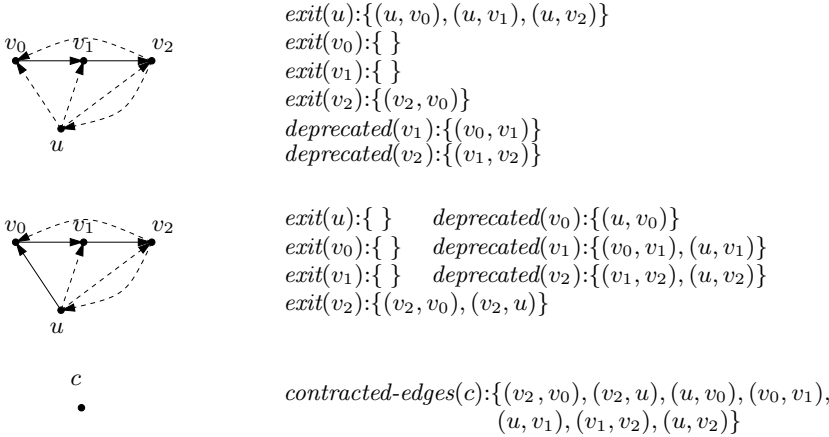 v₀ v₁ v₂
u
exit(u):{(u, v₀), (u, v₁), (u, v₂)}
exit(v₀):{ }
exit(v₁):{ }
exit(v₂):{(v₂, v₀)}
deprecated(v₁):{(v₀, v₁)}
deprecated(v₂):{(v₁, v₂)}
v₀ v₁ v₂
u
exit(u):{ } deprecated(v₀):{(u, v₀)}
exit(v₀):{ } deprecated(v₁):{(v₀, v₁), (u, v₁)}
exit(v₁):{ } deprecated(v₂):{(v₁, v₂), (u, v₂)}
exit(v₂):{(v₂, v₀), (v₂, u)}
c
contracted-edges(c):{(v₂, v₀), (v₂, u), (u, v₀), (v₀, v₁),
(u, v₁), (v₁, v₂), (u, v₂)}